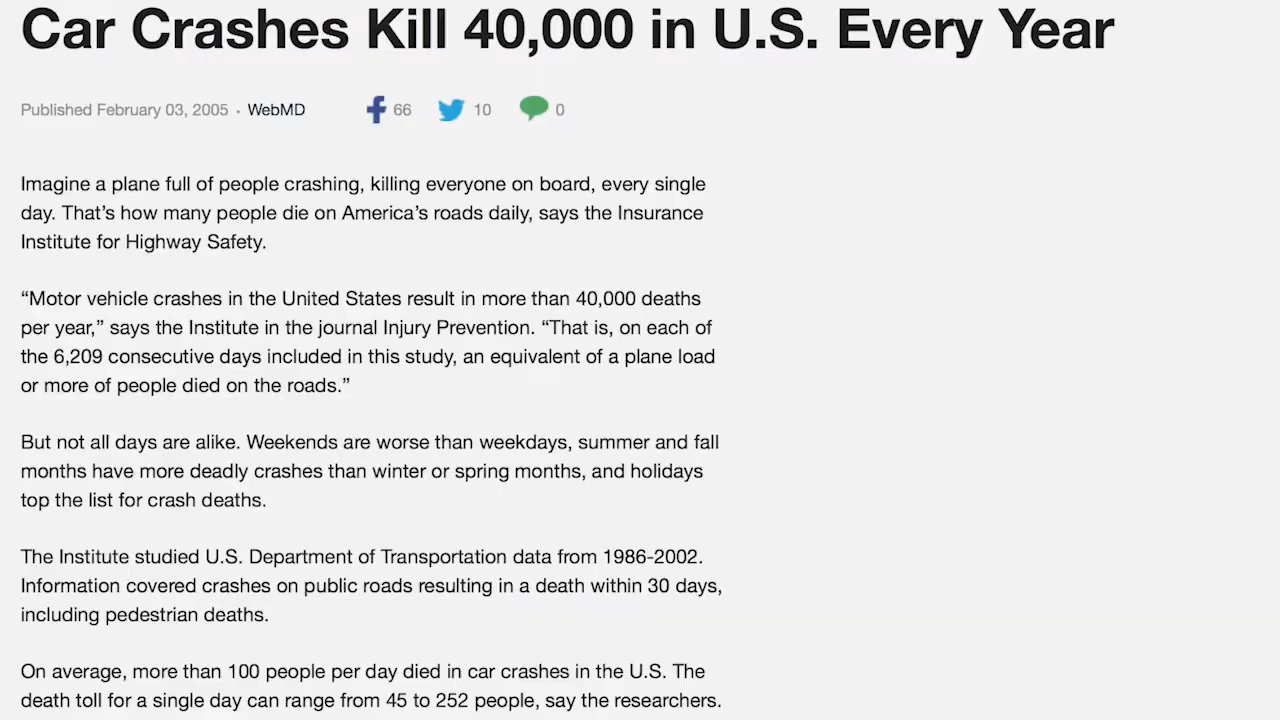 Car Crashes Kill 40,000 in U.S. Every Year
Published February 03, 2005 · WebMD 66 10 0
Imagine a plane full of people crashing, killing everyone on board, every single
day. That’s how many people die on America’s roads daily, says the Insurance
Institute for Highway Safety.
“Motor vehicle crashes in the United States result in more than 40,000 deaths
per year,” says the Institute in the journal Injury Prevention. “That is, on each of
the 6,209 consecutive days included in this study, an equivalent of a plane load
or more of people died on the roads.”
But not all days are alike. Weekends are worse than weekdays, summer and fall
months have more deadly crashes than winter or spring months, and holidays
top the list for crash deaths.
The Institute studied U.S. Department of Transportation data from 1986-2002.
Information covered crashes on public roads resulting in a death within 30 days,
including pedestrian deaths.
On average, more than 100 people per day died in car crashes in the U.S. The
death toll for a single day can range from 45 to 252 people, say the researchers.